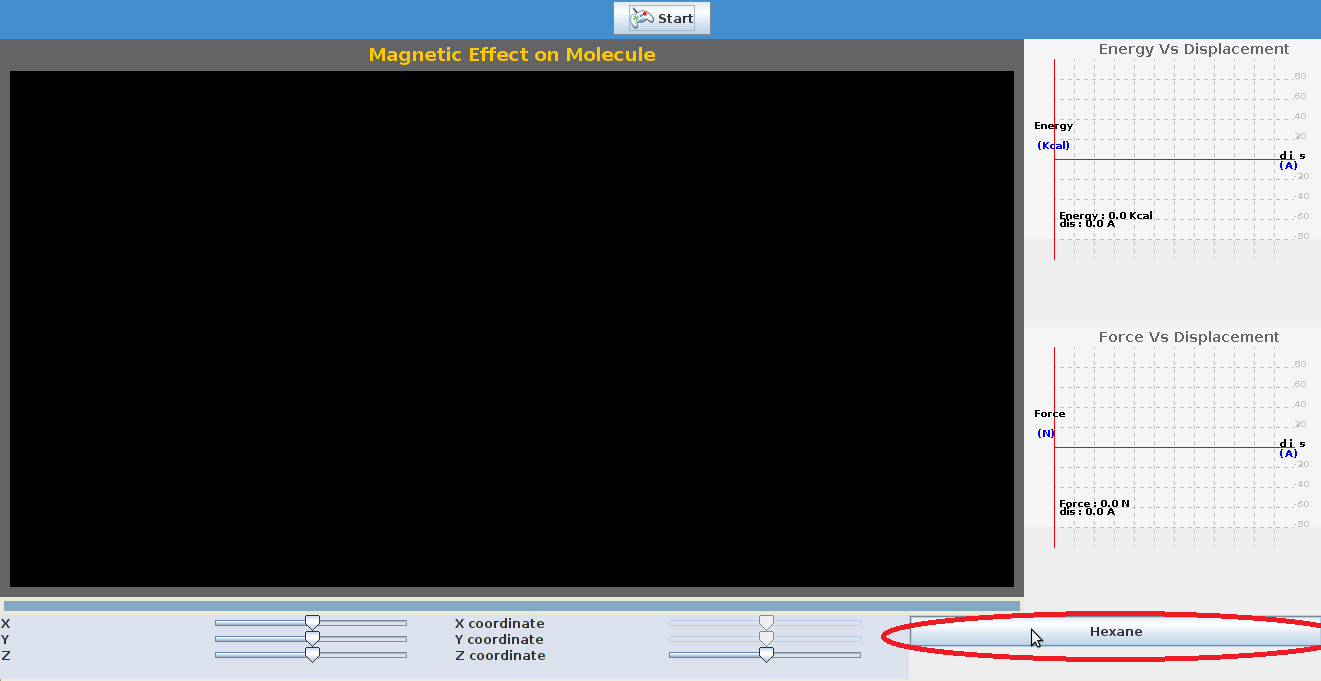 Start
Magnetic Effect on Molecule
Energy Vs Displacement
80
60
40
Energy
20
(Kcal)
d i s
(A)
-20
-40
Energy : 0.0 Kcal
-60
dis : 0.0 A
-80
Force Vs Displacement
80
60
40
Force
20
(N)
d i s
(A)
-20
-40
Force : 0.0 N
-60
dis : 0.0 A
-80
X
X coordinate
Y
Y coordinate
Z
Z coordinate
Hexane